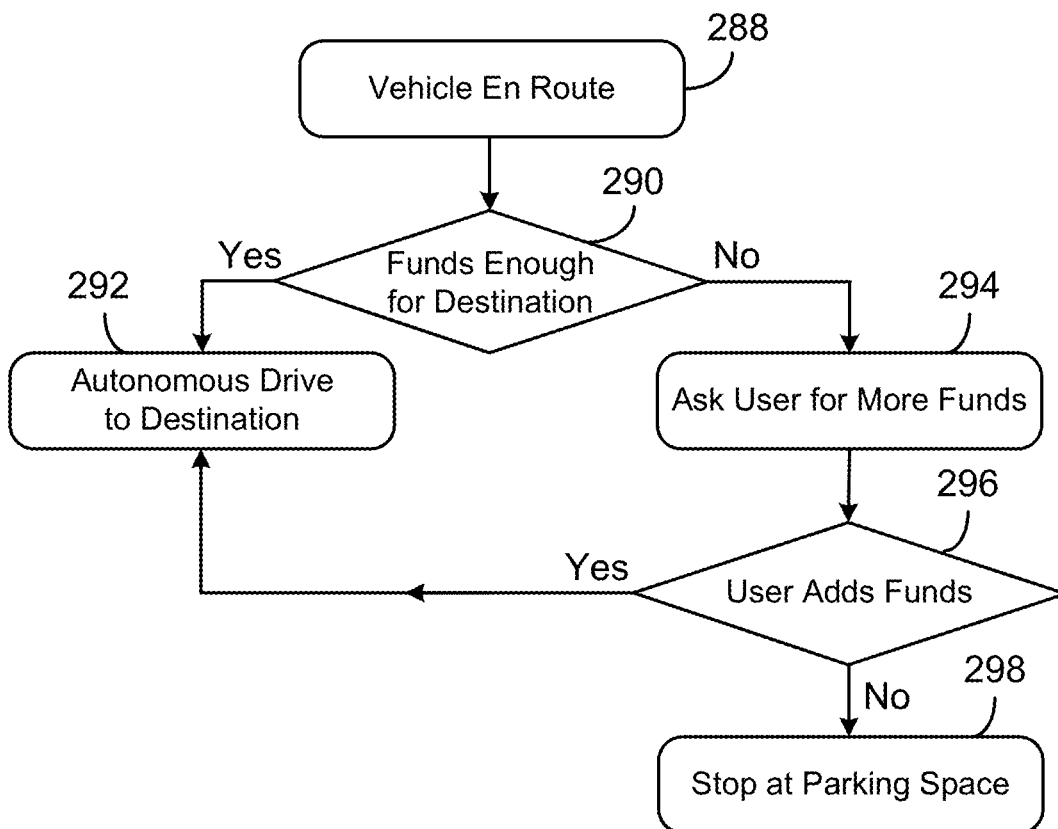 288
Vehicle En Route
290
Yes
Funds Enough
for Destination
No
292
294
Autonomous Drive
to Destination
Ask User for More Funds
296
Yes
User Adds Funds
298
No
Stop at Parking Space